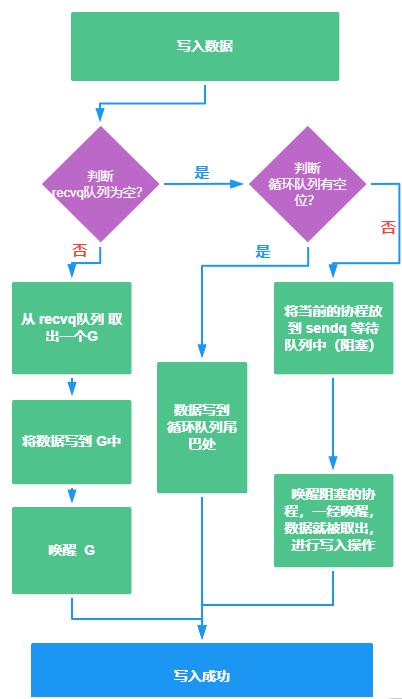 写入数据
判断
recvq队列为空？
是
判断
循环队列有空
位？
否
是
否
从 recvq队列 取
出一个G
将当前的协程放
到 sendq 等待
队列中（阻塞）
数据写到
循环队列尾
巴处
将数据写到 G中
唤醒阻塞的协
程，一经唤醒，
数据就被取出，
进行写入操作
唤醒 G
写入成功